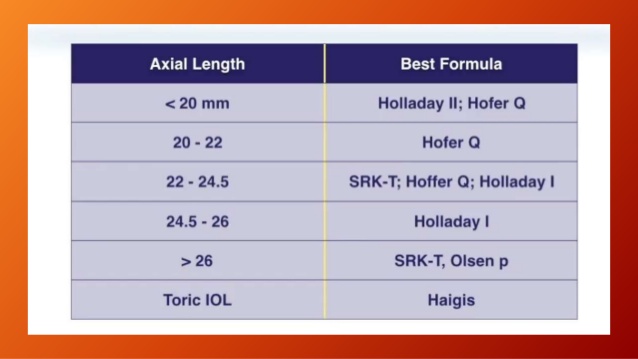 Axial Length Best Formula
< 20 mm Holladay II; Hofer Q
20 - 22 Hofer Q
22 - 24.5 SRK-T; Hoffer Q; Holladay I
24.5 - 26 Holladay I
> 26 SRK-T, Olsen p
Toric IOL Haigis